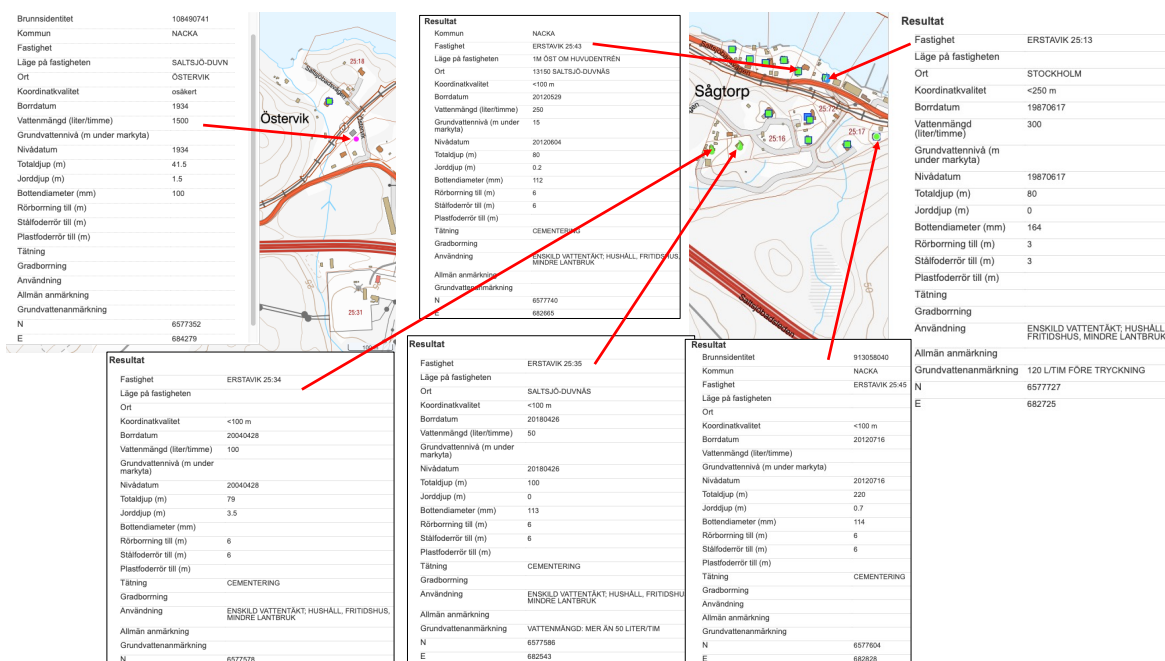 Brunnsidentitet 108490741
Kommun NACKA
Fastighet
Läge på fastigheten SALTSJÖ-DUVN
Ort ÖSTERVIK
Koordinatkvalitet osäkert
Borrdatum 1934
Vattenmängd (liter/timme) 1500
Grundvattennivå (m under markyta)
Nivådatum 1934
Totaldjup (m) 41.5
Jorddjup (m) 1.5
Bottendiameter (mm) 100
Rörborrning till (m)
Stålfoderrör till (m)
Plastfoderrör till (m)
Tätning
Gradborrning
Användning
Allmän anmärkning
Grundvattenanmärkning
N 6577352
E 684279
25:18
Östervik
25:31
50
100 m
Resultat
Kommun NACKA
Fastighet ERSTAVIK 25:43
Läge på fastigheten 1M ÖST OM HUVUDENTRÉN
Ort 13150 SALTSJÖ-DUVNÄS
Koordinatkvalitet <100 m
Borrdatum 20120529
Vattenmängd (liter/timme) 250
Grundvattennivå (m under
markyta) 15
Nivådatum 20120604
Totaldjup (m) 80
Jorddjup (m) 0.2
Bottendiameter (mm) 112
Rörborrning till (m) 6
Stålfoderrör till (m) 6
Plastfoderrör till (m)
Tätning CEMENTERING
Gradborrning
Användning ENSKILD VATTENTÄKT; HUSHÅLL, FRITIDSHUS,
MINDRE LANTBRUK
Allmän anmärkning
Grundvattenanmärkning
N 6577740
E 682665
Sågtorp
25:72
25:16
25:17
50
Saltsjöbadsleden
Resultat
Fastighet ERSTAVIK 25:13
Läge på fastigheten
Ort STOCKHOLM
Koordinatkvalitet <250 m
Borrdatum 19870617
Vattenmängd
(liter/timme) 300
Grundvattennivå (m
under markyta)
Nivådatum 19870617
Totaldjup (m) 80
Jorddjup (m) 0
Bottendiameter (mm) 164
Rörborrning till (m) 3
Stålfoderrör till (m) 3
Plastfoderrör till (m)
Tätning
Gradborrning
Användning ENSKILD VATTENTÄKT; HUSHÅLL,
FRITIDSHUS, MINDRE LANTBRUK
Allmän anmärkning
Grundvattenanmärkning 120 L/TIM FÖRE TRYCKNING
N 6577727
E 682725
Resultat
Fastighet ERSTAVIK 25:34
Läge på fastigheten
Ort
Koordinatkvalitet <100 m
Borrdatum 20040428
Vattenmängd (liter/timme) 100
Grundvattennivå (m under
markyta)
Nivådatum 20040428
Totaldjup (m) 79
Jorddjup (m) 3.5
Bottendiameter (mm)
Rörborrning till (m) 6
Stålfoderrör till (m) 6
Plastfoderrör till (m)
Tätning CEMENTERING
Gradborrning
Användning ENSKILD VATTENTÄKT; HUSHÅLL, FRITIDSHUS,
MINDRE LANTBRUK
Allmän anmärkning
Grundvattenanmärkning
N 6577578
Resultat
Fastighet ERSTAVIK 25:35
Läge på fastigheten
Ort SALTSJÖ-DUVNÄS
Koordinatkvalitet <100 m
Borrdatum 20180426
Vattenmängd (liter/timme) 50
Grundvattennivå (m under
markyta)
Nivådatum 20180426
Totaldjup (m) 100
Jorddjup (m) 0
Bottendiameter (mm) 113
Rörborrning till (m) 6
Stålfoderrör till (m) 6
Plastfoderrör till (m)
Tätning CEMENTERING
Gradborrning
Användning ENSKILD VATTENTÄKT; HUSHÅLL, FRITIDSHU
MINDRE LANTBRUK
Allmän anmärkning
Grundvattenanmärkning VATTENMÄNGD: MER ÄN 50 LITER/TIM
N 6577586
E 682543
Resultat
Brunnsidentitet 913058040
Kommun NACKA
Fastighet ERSTAVIK 25:45
Läge på fastigheten
Ort
Koordinatkvalitet <100 m
Borrdatum 20120716
Vattenmängd (liter/timme)
Grundvattennivå (m under markyta)
Nivådatum 20120716
Totaldjup (m) 220
Jorddjup (m) 0.7
Bottendiameter (mm) 114
Rörborrning till (m) 6
Stålfoderrör till (m) 6
Plastfoderrör till (m)
Tätning CEMENTERING
Gradborrning
Användning
Allmän anmärkning
Grundvattenanmärkning
N 6577604
E 682828